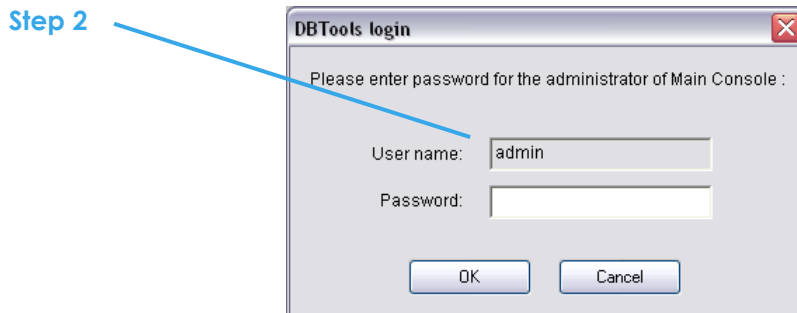 Step 2
DBTools login
Please enter password for the administrator of Main Console :
User name: admin
Password:
OK Cancel